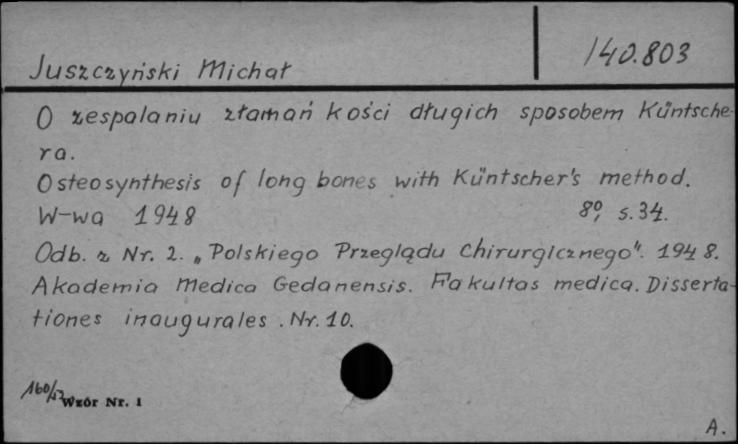 Juszczyński Michał
140.803
O zespalaniu złamań kości długich sposobem Küntsche-
ra.
Osteosynthesis of long bones with Küntscher's method.
W-wa 1948 8°, s.34.
Odb. z Nr. 2. „Polskiego Przeglądu Chirurgicznego". 1948.
Akademia Medica Gedanensis. Fakultas medica. Disserta-
tiones inaugurales. Nr. 10.
Wzór Nr. 1
A.